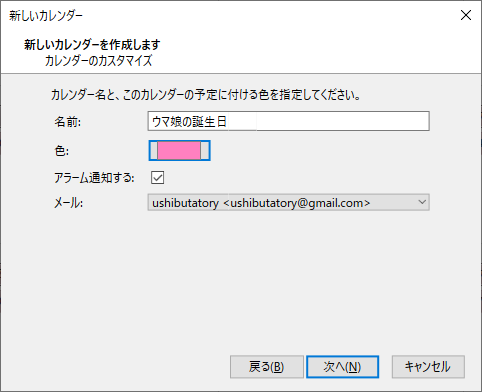 新しいカレンダー
新しいカレンダーを作成します
カレンダーのカスタマイズ
カレンダー名と、このカレンダーの予定に付ける色を指定してください。
名前: ウマ娘の誕生日
色:
アラーム通知する:
メール: ushibutatory <ushibutatory@gmail.com>
戻る(B) 次へ(N) キャンセル